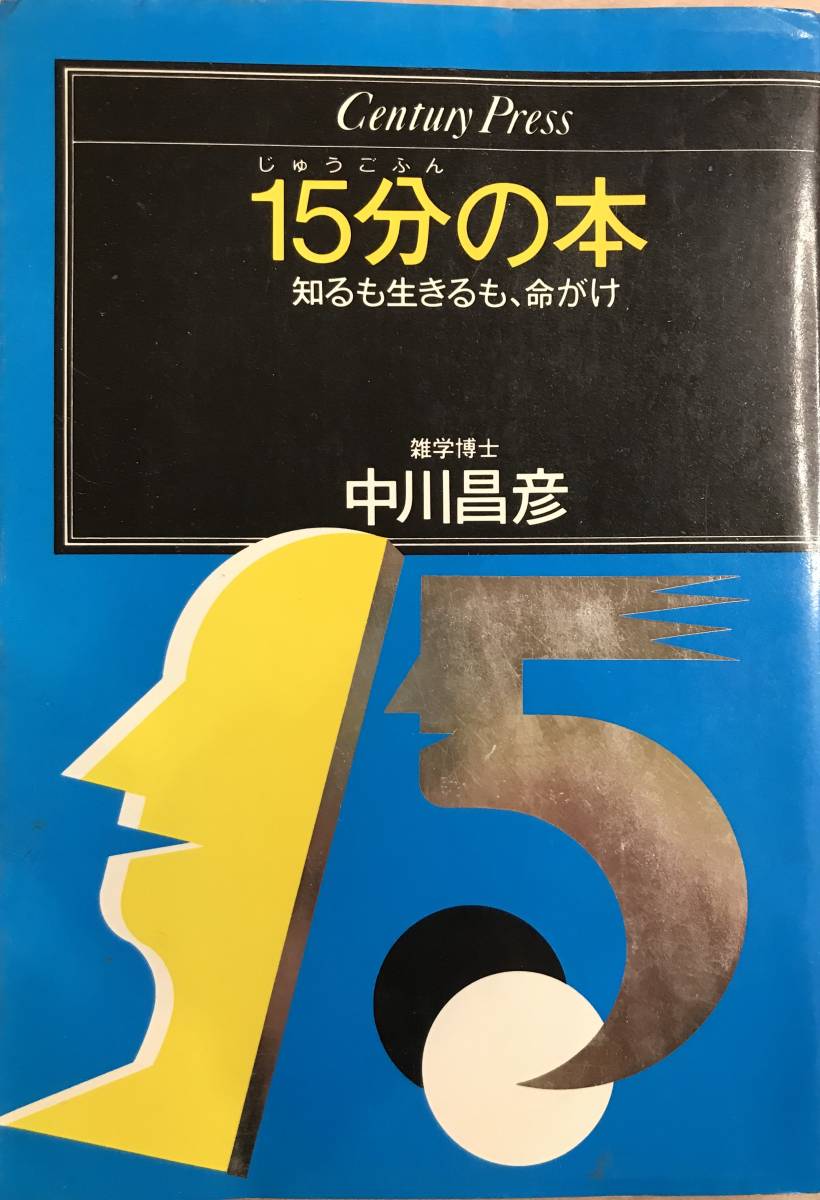 Century Press
じゅうごふん
15分の本
知るも生きるも、命がけ
雑学博士
中川昌彦